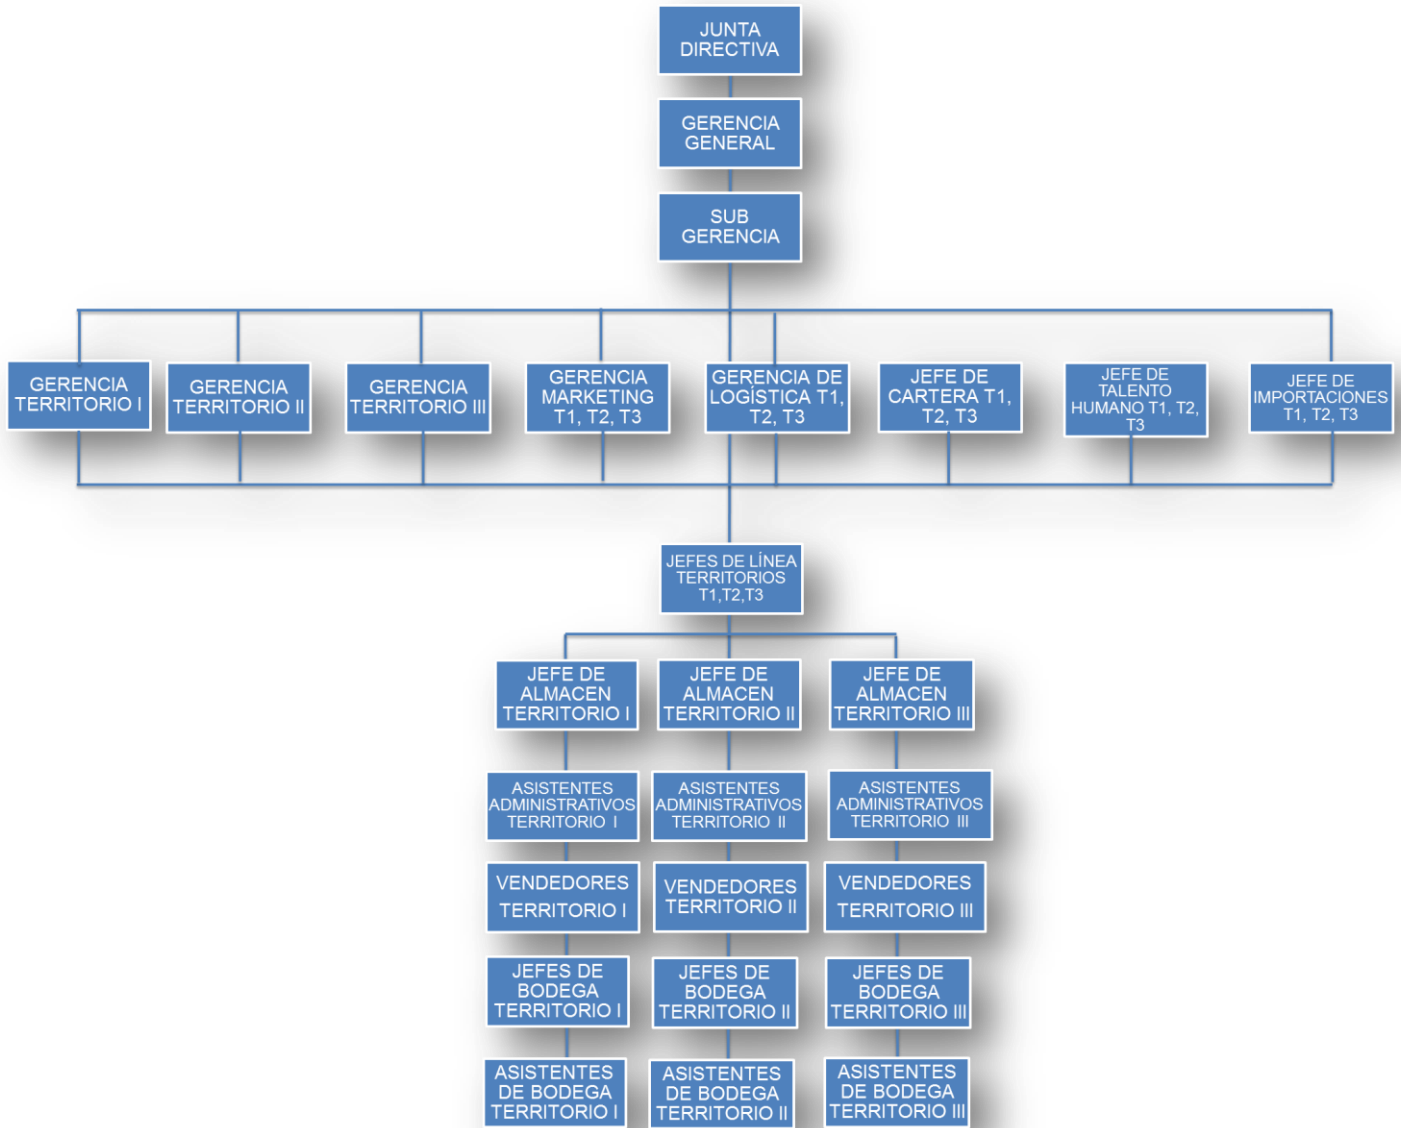 JUNTA
DIRECTIVA
GERENCIA
GENERAL
SUB
GERENCIA
GERENCIA
TERRITORIO I
GERENCIA
TERRITORIO II
GERENCIA
TERRITORIO III
GERENCIA
MARKETING
T1, T2, T3
GERENCIA DE
LOGÍSTICA T1,
T2, T3
JEFE DE
CARTERA T1,
T2, T3
JEFE DE
TALENTO
HUMANO T1, T2,
T3
JEFE DE
IMPORTACIONES
T1, T2, T3
JEFES DE LÍNEA
TERRITORIOS
T1,T2,T3
JEFE DE
ALMACEN
TERRITORIO I
JEFE DE
ALMACEN
TERRITORIO II
JEFE DE
ALMACEN
TERRITORIO III
ASISTENTES
ADMINISTRATIVOS
TERRITORIO I
ASISTENTES
ADMINISTRATIVOS
TERRITORIO II
ASISTENTES
ADMINISTRATIVOS
TERRITORIO III
VENDEDORES
TERRITORIO I
VENDEDORES
TERRITORIO II
VENDEDORES
TERRITORIO III
JEFES DE
BODEGA
TERRITORIO I
JEFES DE
BODEGA
TERRITORIO II
JEFES DE
BODEGA
TERRITORIO III
ASISTENTES
DE BODEGA
TERRITORIO I
ASISTENTES
DE BODEGA
TERRITORIO II
ASISTENTES
DE BODEGA
TERRITORIO III